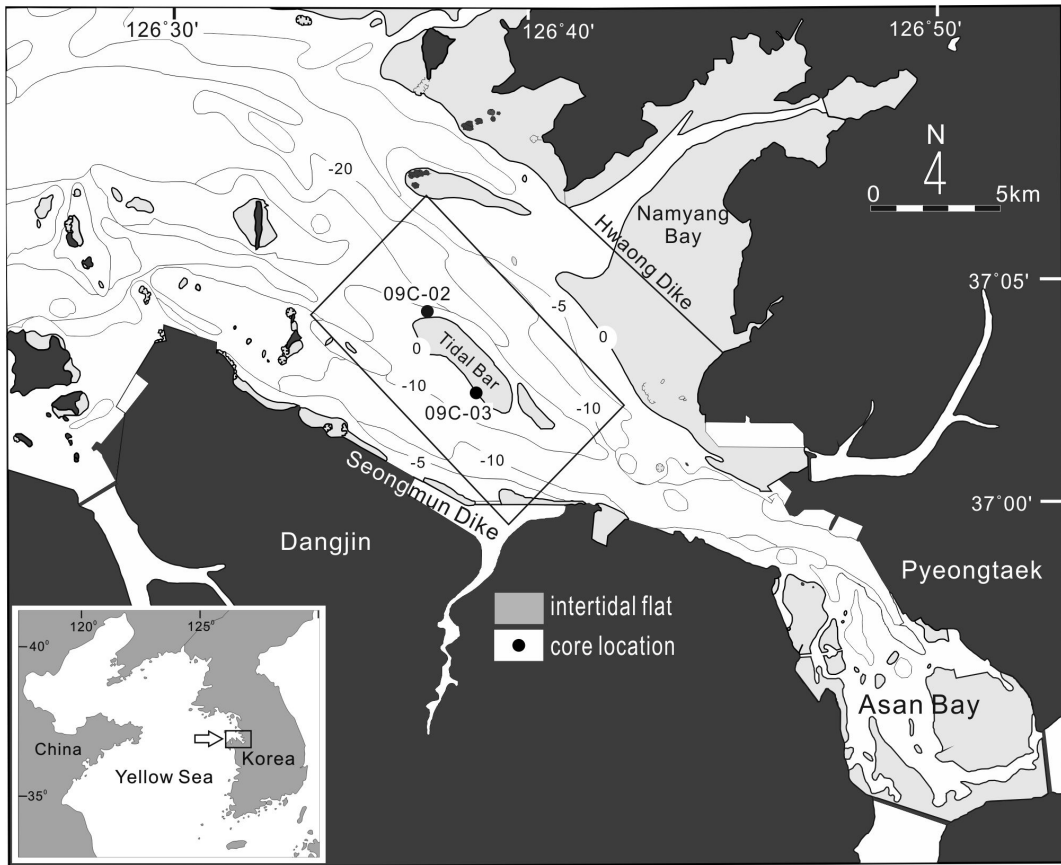 126°30'
126°40'
126°50'
N
0 5km
-20
Namyang
Bay
Hwaong Dike
37°05'
09C-02
-5
0
0
Tidal Bar
-10
09C-03
-10
-5
-10
Seongmun Dike
37°00'
Dangjin
Pyeongtaek
intertidal flat
core location
Asan Bay
120°
125°
40°
China
Korea
Yellow Sea
35°